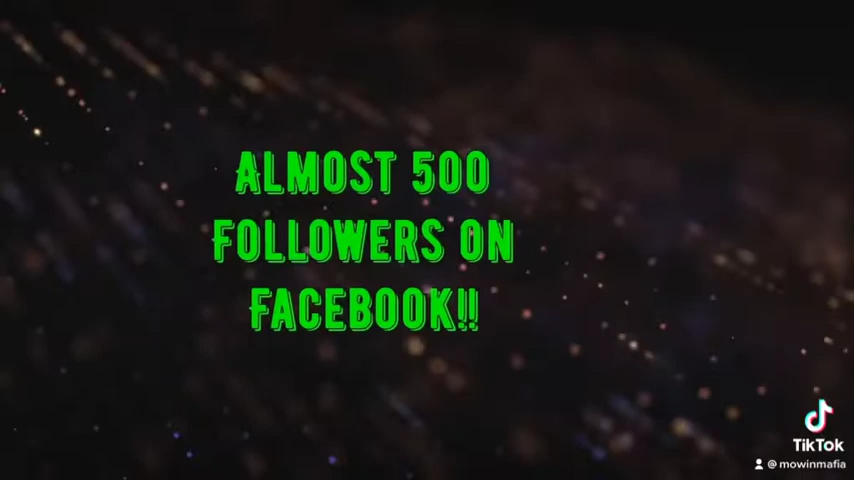 ALMOST 500
FOLLOWERS ON
FACEBOOK!!
TikTok
@mowinmafia